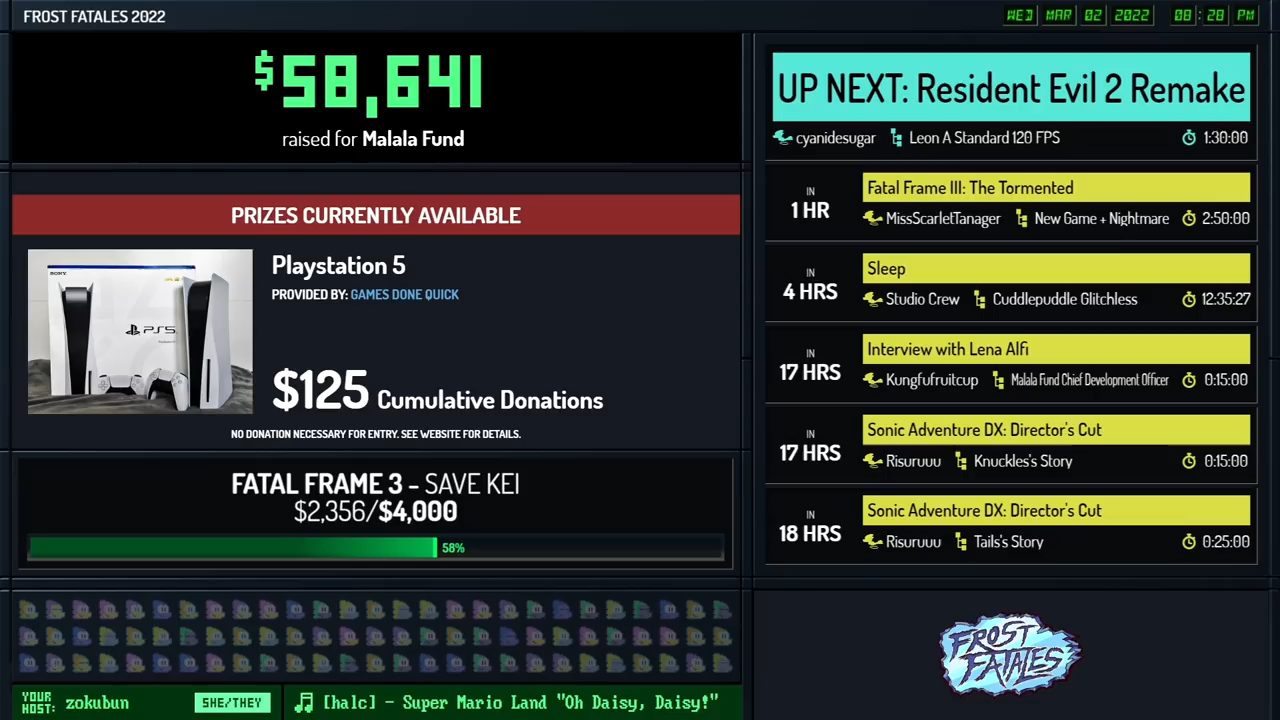 FROST FATALES 2022
WED MAR 02 2022 08:20 PM
$58,641
raised for Malala Fund
PRIZES CURRENTLY AVAILABLE
SONY
PS5
Playstation 5
PROVIDED BY: GAMES DONE QUICK
$125 Cumulative Donations
NO DONATION NECESSARY FOR ENTRY. SEE WEBSITE FOR DETAILS.
FATAL FRAME 3 - SAVE KEI
$2,356/$4,000
58%
YOUR HOST: zokubun SHE/THEY
[halc] - Super Mario Land "Oh Daisy, Daisy!"
UP NEXT: Resident Evil 2 Remake
cyanidesugar Leon A Standard 120 FPS 1:30:00
IN 1 HR
Fatal Frame III: The Tormented
MissScarletTanager New Game + Nightmare 2:50:00
IN 4 HRS
Sleep
Studio Crew Cuddlepuddle Glitchless 12:35:27
IN 17 HRS
Interview with Lena Alfi
Kungfufruitcup Malala Fund Chief Development Officer 0:15:00
IN 17 HRS
Sonic Adventure DX: Director's Cut
Risuruuu Knuckles's Story 0:15:00
IN 18 HRS
Sonic Adventure DX: Director's Cut
Risuruuu Tails's Story 0:25:00
FROST
FATALES